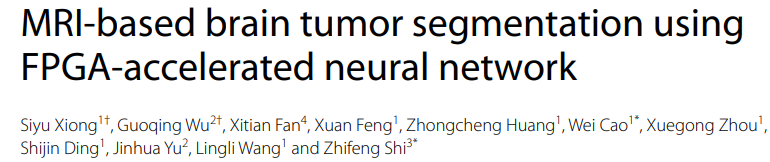 MRI-based brain tumor segmentation using
FPGA-accelerated neural network
Siyu Xiong1†, Guoqing Wu2†, Xitian Fan4, Xuan Feng1, Zhongcheng Huang1, Wei Cao1*, Xuegong Zhou1,
Shijin Ding1, Jinhua Yu2, Lingli Wang1 and Zhifeng Shi3*